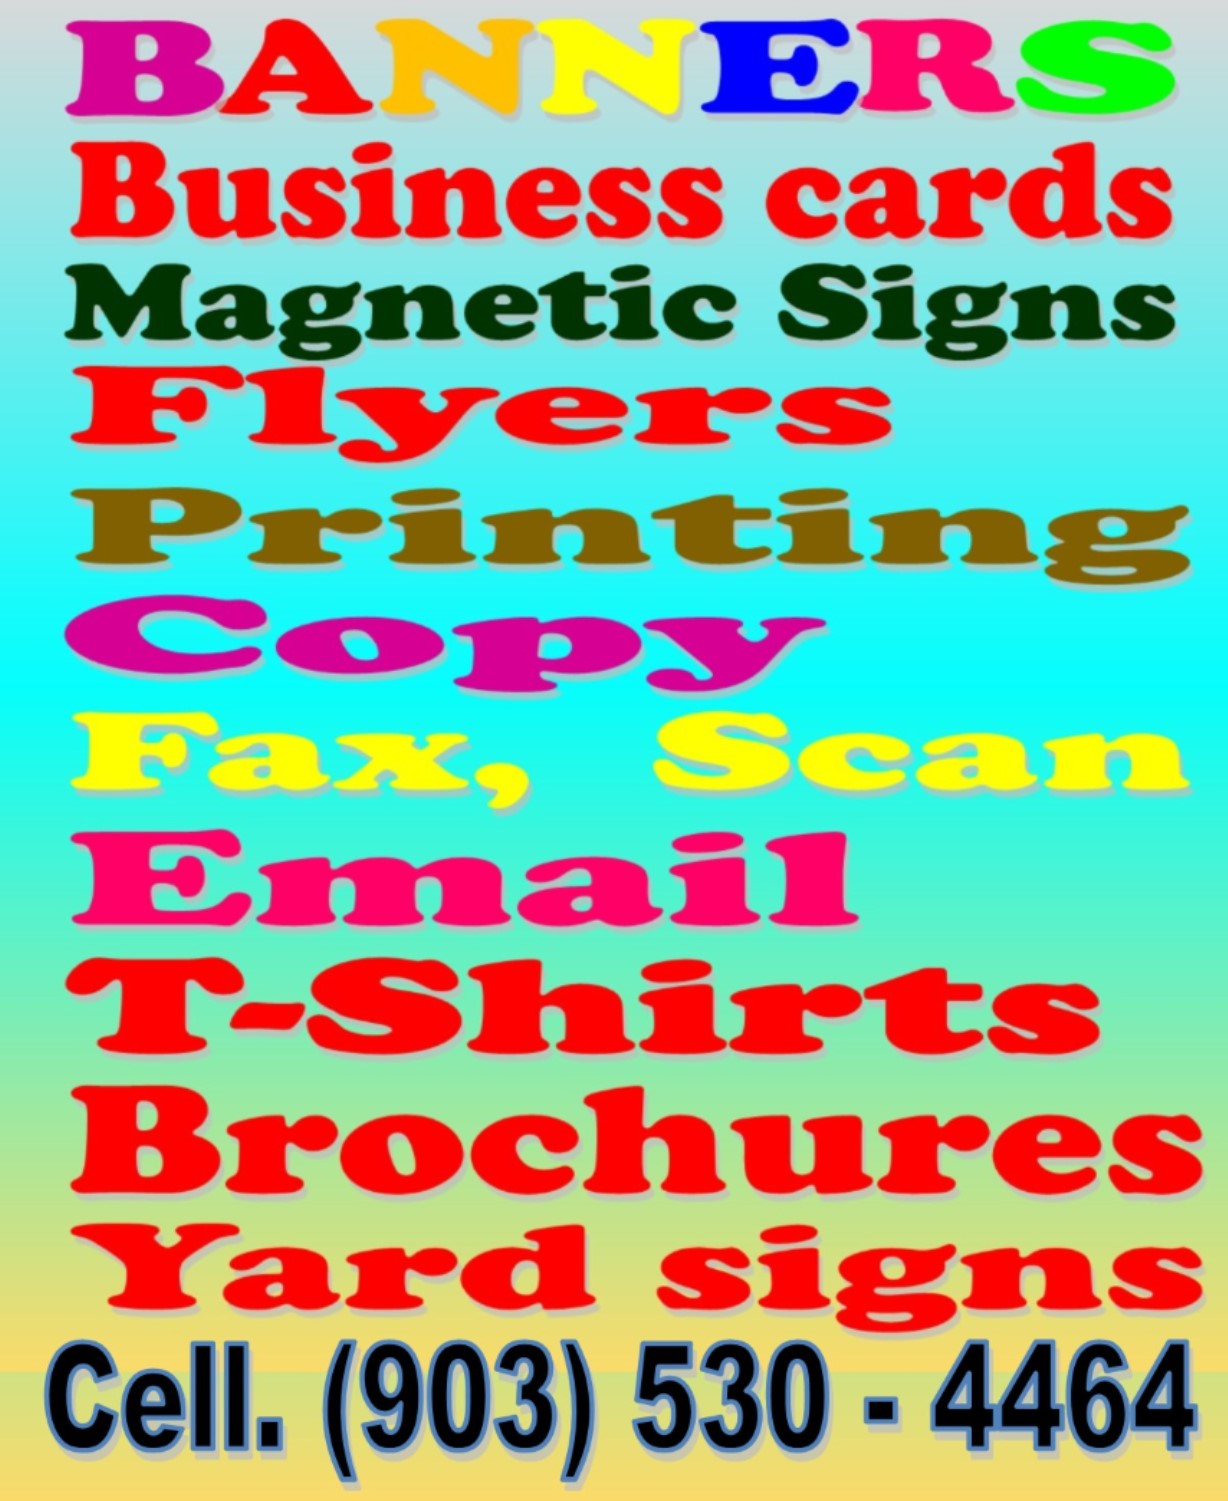 BANNERS
Business cards
Magnetic Signs
Flyers
Printing
Copy
Fax, Scan
Email
T-Shirts
Brochures
Yard signs
Cell. (903) 530 - 4464